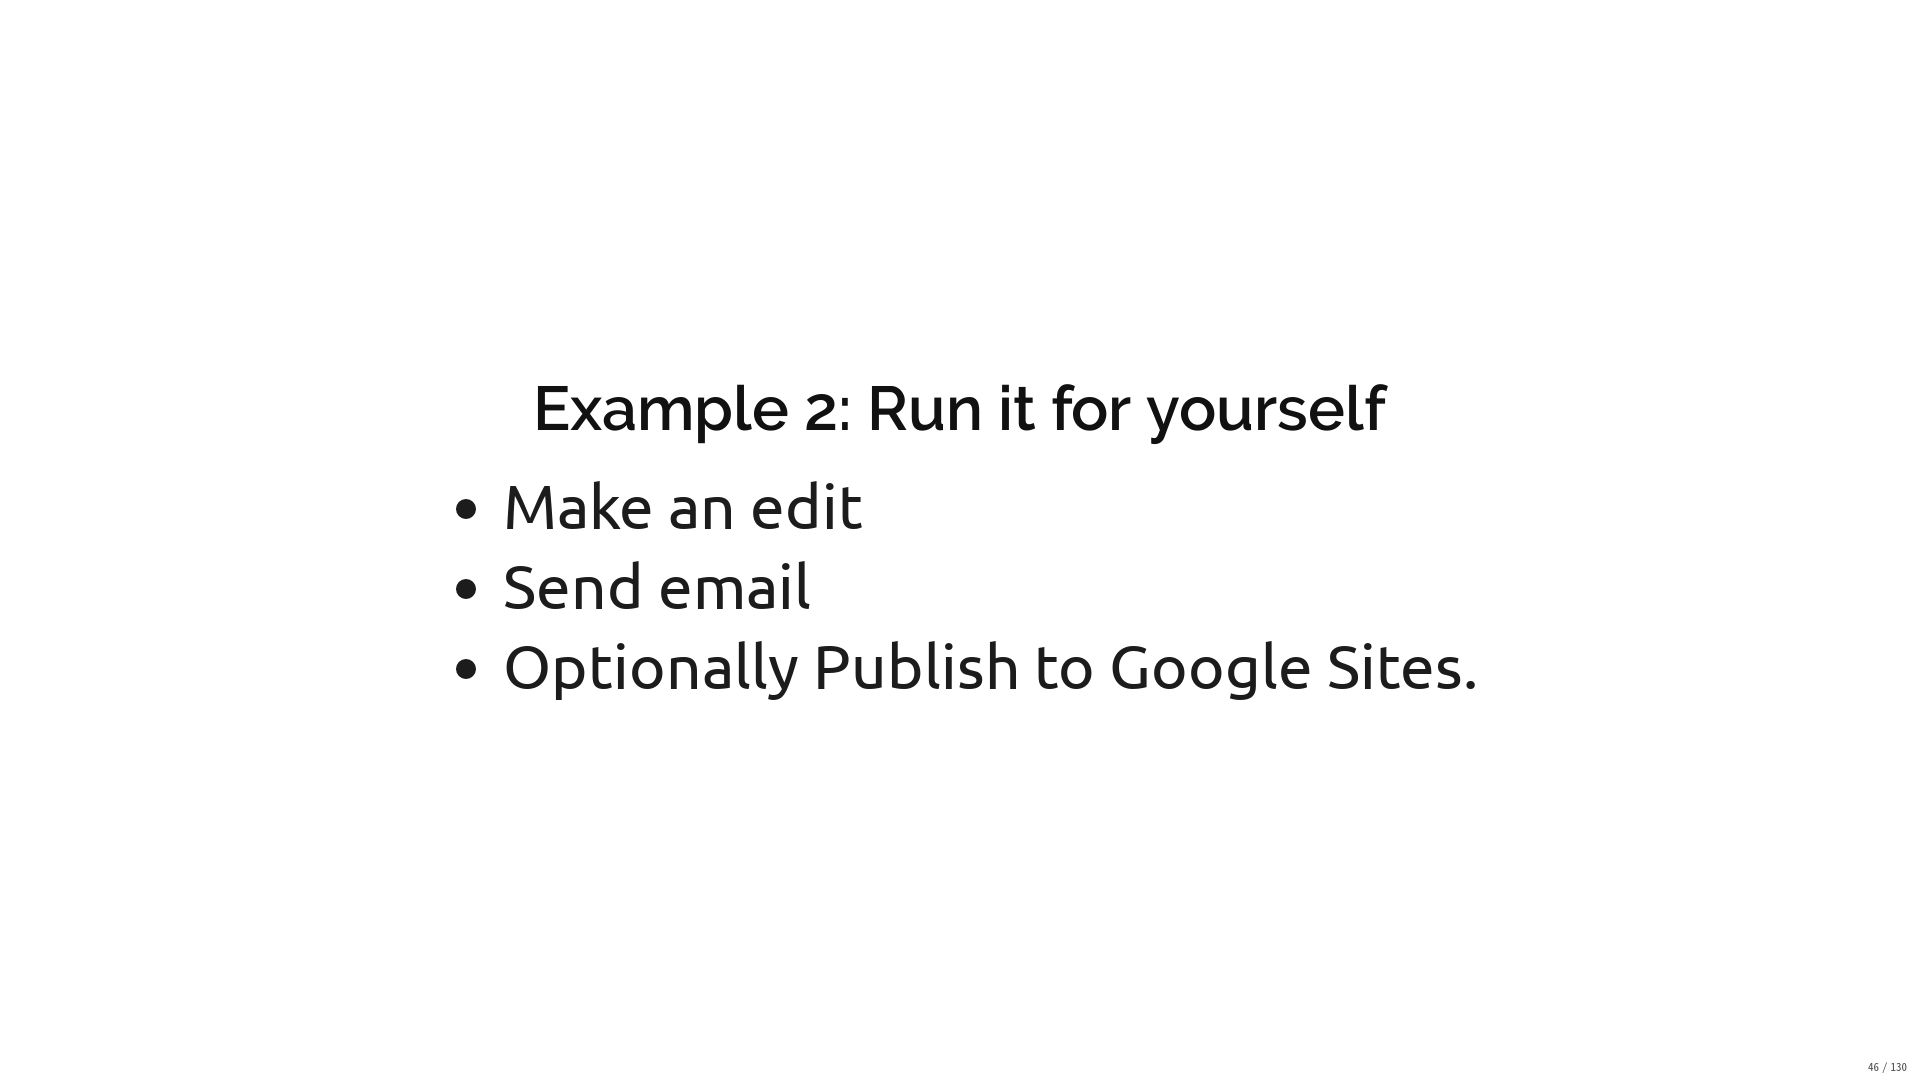 Example 2: Run it for yourself
• Make an edit
• Send email
• Optionally Publish to Google Sites.
46 / 130